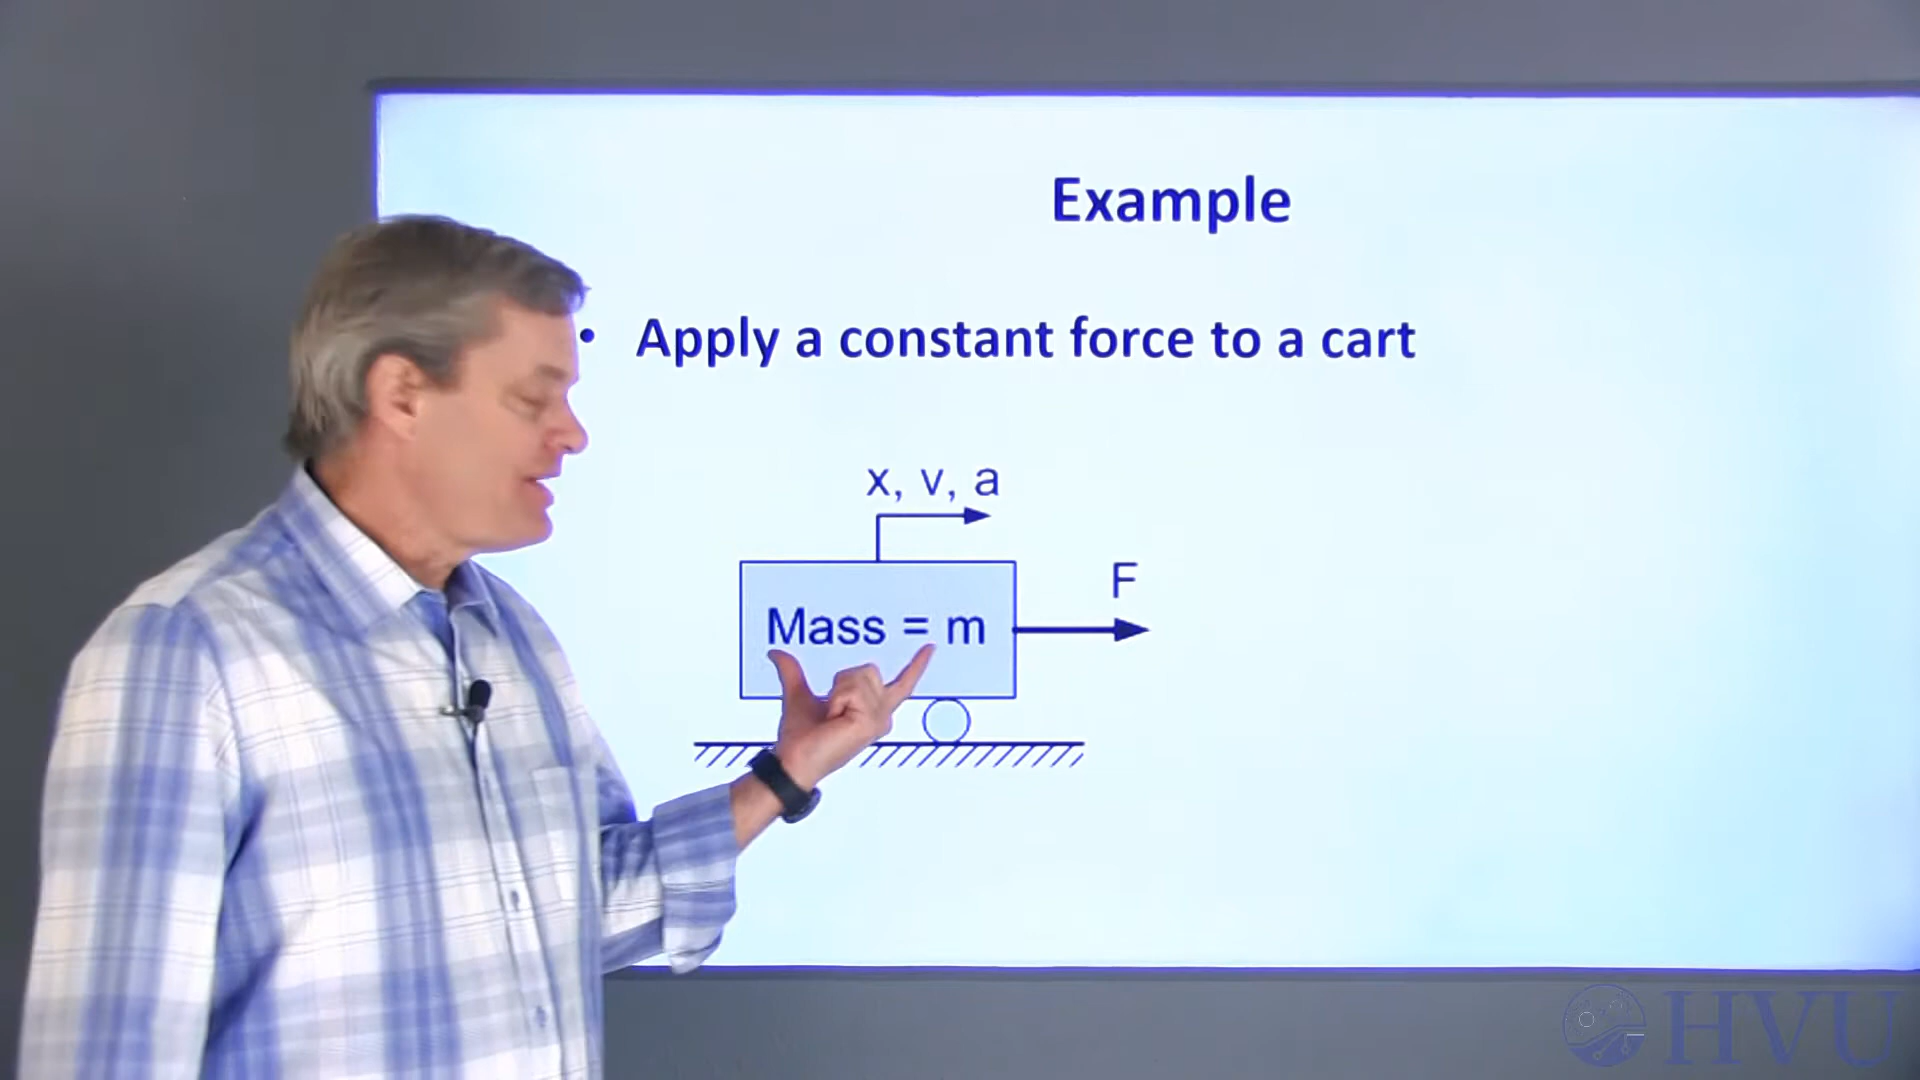 Example
• Apply a constant force to a cart
x, v, a
F
Mass = m
HVU